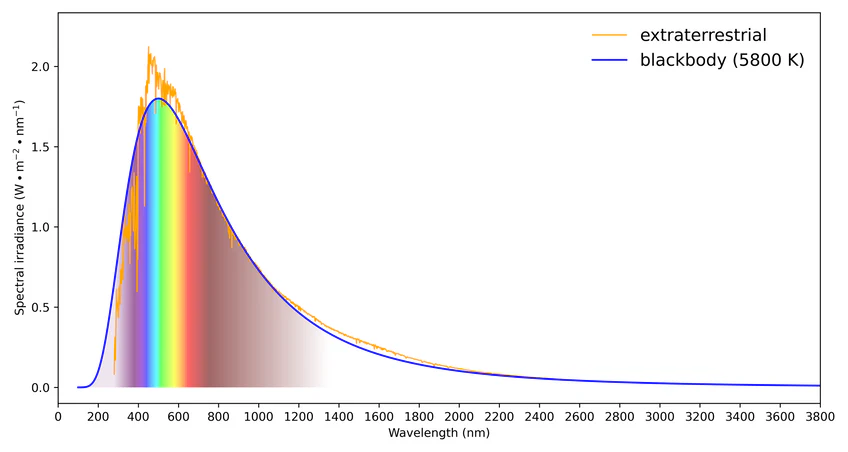 extraterrestrial
blackbody (5800 K)
Spectral irradiance (W • m⁻² • nm⁻¹)
2.0
1.5
1.0
0.5
0.0
0 200 400 600 800 1000 1200 1400 1600 1800 2000 2200 2400 2600 2800 3000 3200 3400 3600 3800
Wavelength (nm)